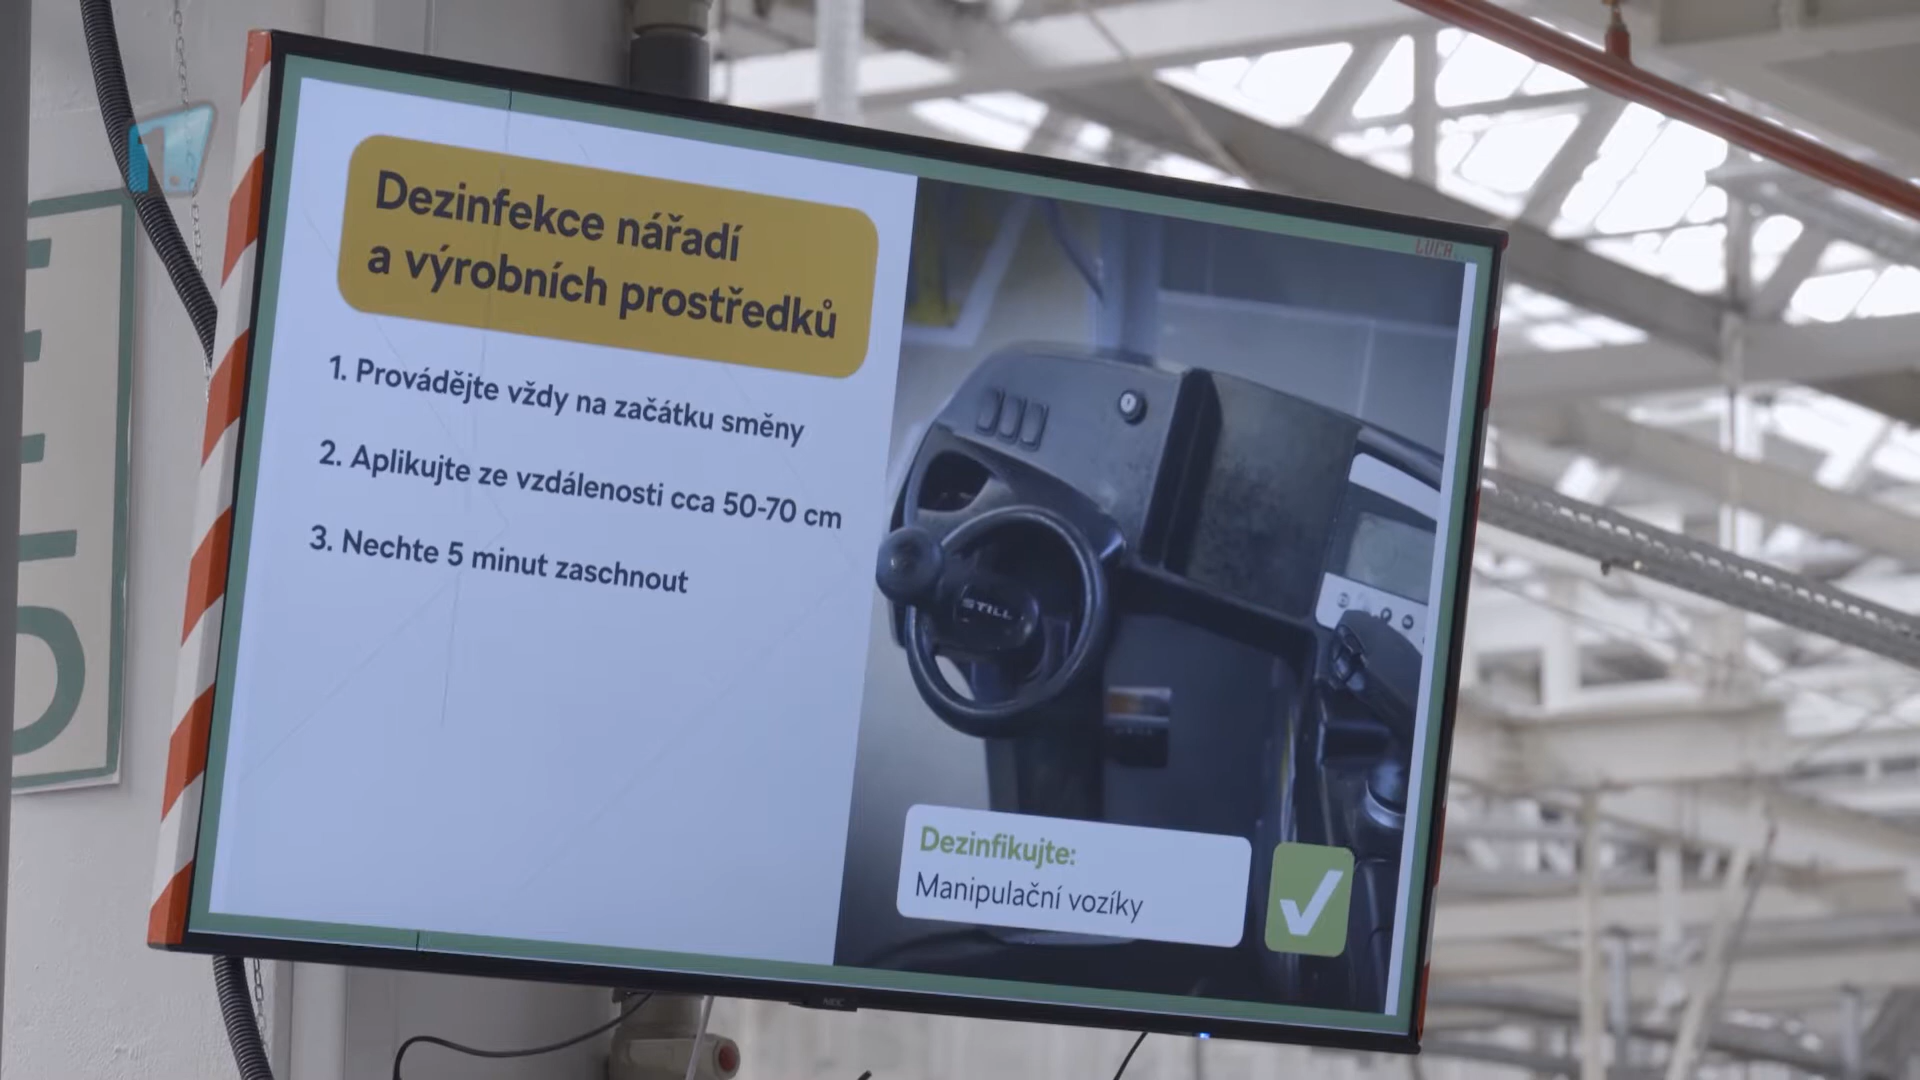 Dezinfekce nářadí
a výrobních prostředků
1. Provádějte vždy na začátku směny
2. Aplikujte ze vzdálenosti cca 50-70 cm
3. Nechte 5 minut zaschnout
STILL
Dezinfikujte:
Manipulační vozíky
NEC